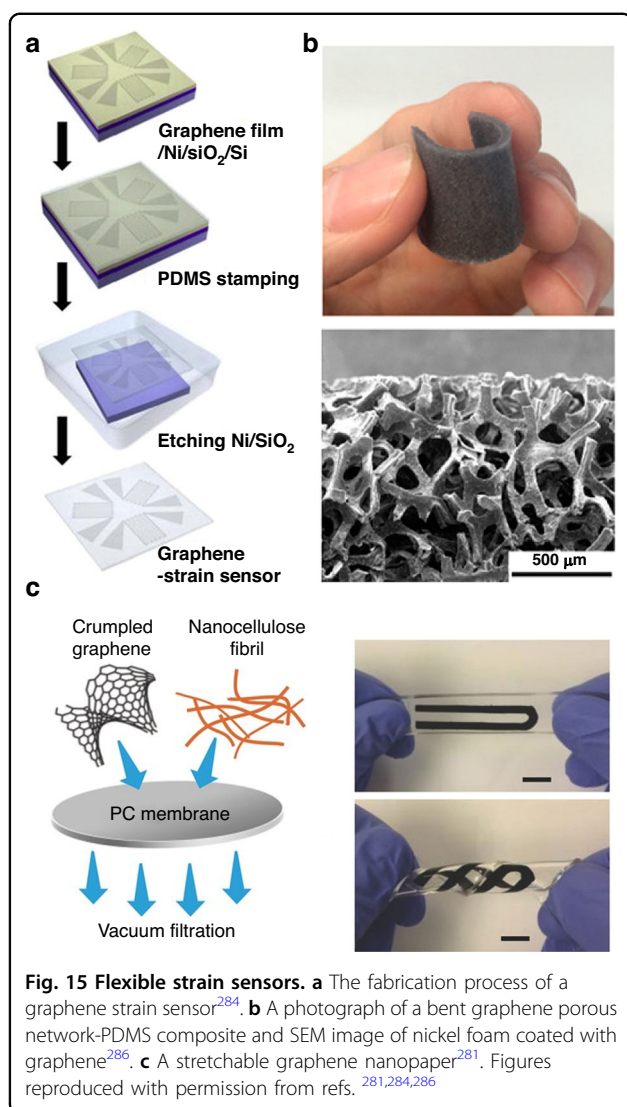 a
Graphene film
/Ni/siO₂/Si
PDMS stamping
Etching Ni/SiO₂
Graphene
-strain sensor
b
500 μm
c
Crumpled
graphene
Nanocellulose
fibril
PC membrane
Vacuum filtration
Fig. 15 Flexible strain sensors. a The fabrication process of a
graphene strain sensor²⁸⁴. b A photograph of a bent graphene porous
network-PDMS composite and SEM image of nickel foam coated with
graphene²⁸⁶. c A stretchable graphene nanopaper²⁸¹. Figures
reproduced with permission from refs. ²⁸¹,²⁸⁴,²⁸⁶